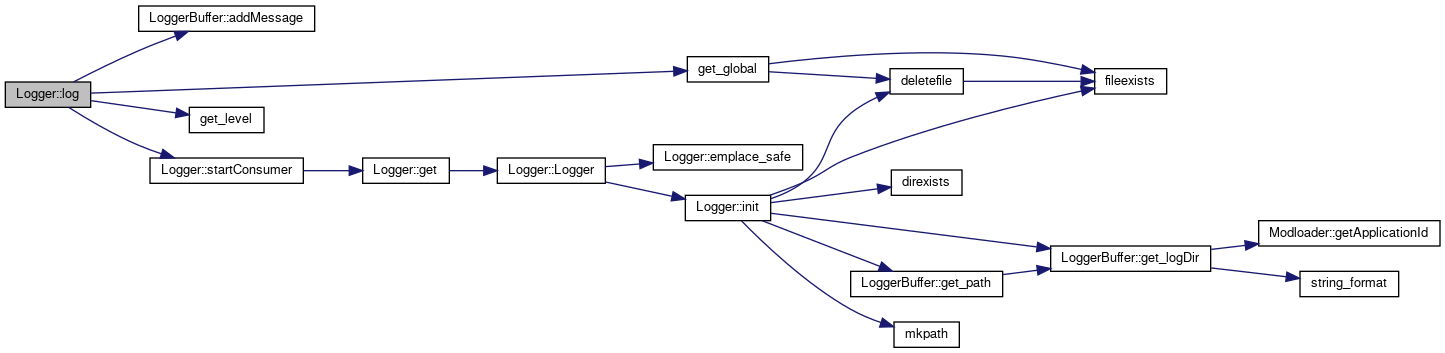 LoggerBuffer::addMessage
Logger::log
get_global
deletefile
fileexists
get_level
Logger::startConsumer
Logger::get
Logger::Logger
Logger::emplace_safe
Logger::init
direxists
LoggerBuffer::get_logDir
Modloader::getApplicationId
LoggerBuffer::get_path
string_format
mkpath